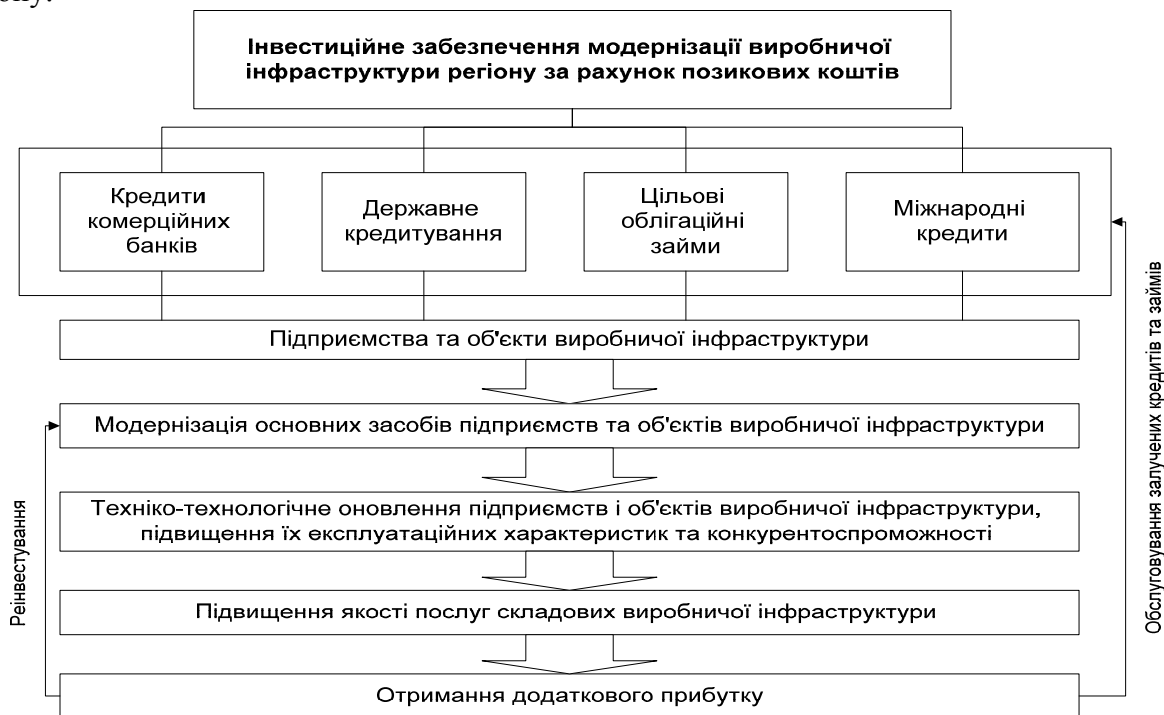 ону.
Інвестиційне забезпечення модернізації виробничої
інфраструктури регіону за рахунок позикових коштів
Кредити
комерційних
банків
Державне
кредитування
Цільові
облігаційні
займи
Міжнародні
кредити
Підприємства та об'єкти виробничої інфраструктури
Модернізація основних засобів підприємств та об'єктів виробничої інфраструктури
Техніко-технологічне оновлення підприємств і об'єктів виробничої інфраструктури,
підвищення їх експлуатаційних характеристик та конкурентоспроможності
Підвищення якості послуг складових виробничої інфраструктури
Отримання додаткового прибутку
Реінвестування
Обслуговування залучених кредитів та займів